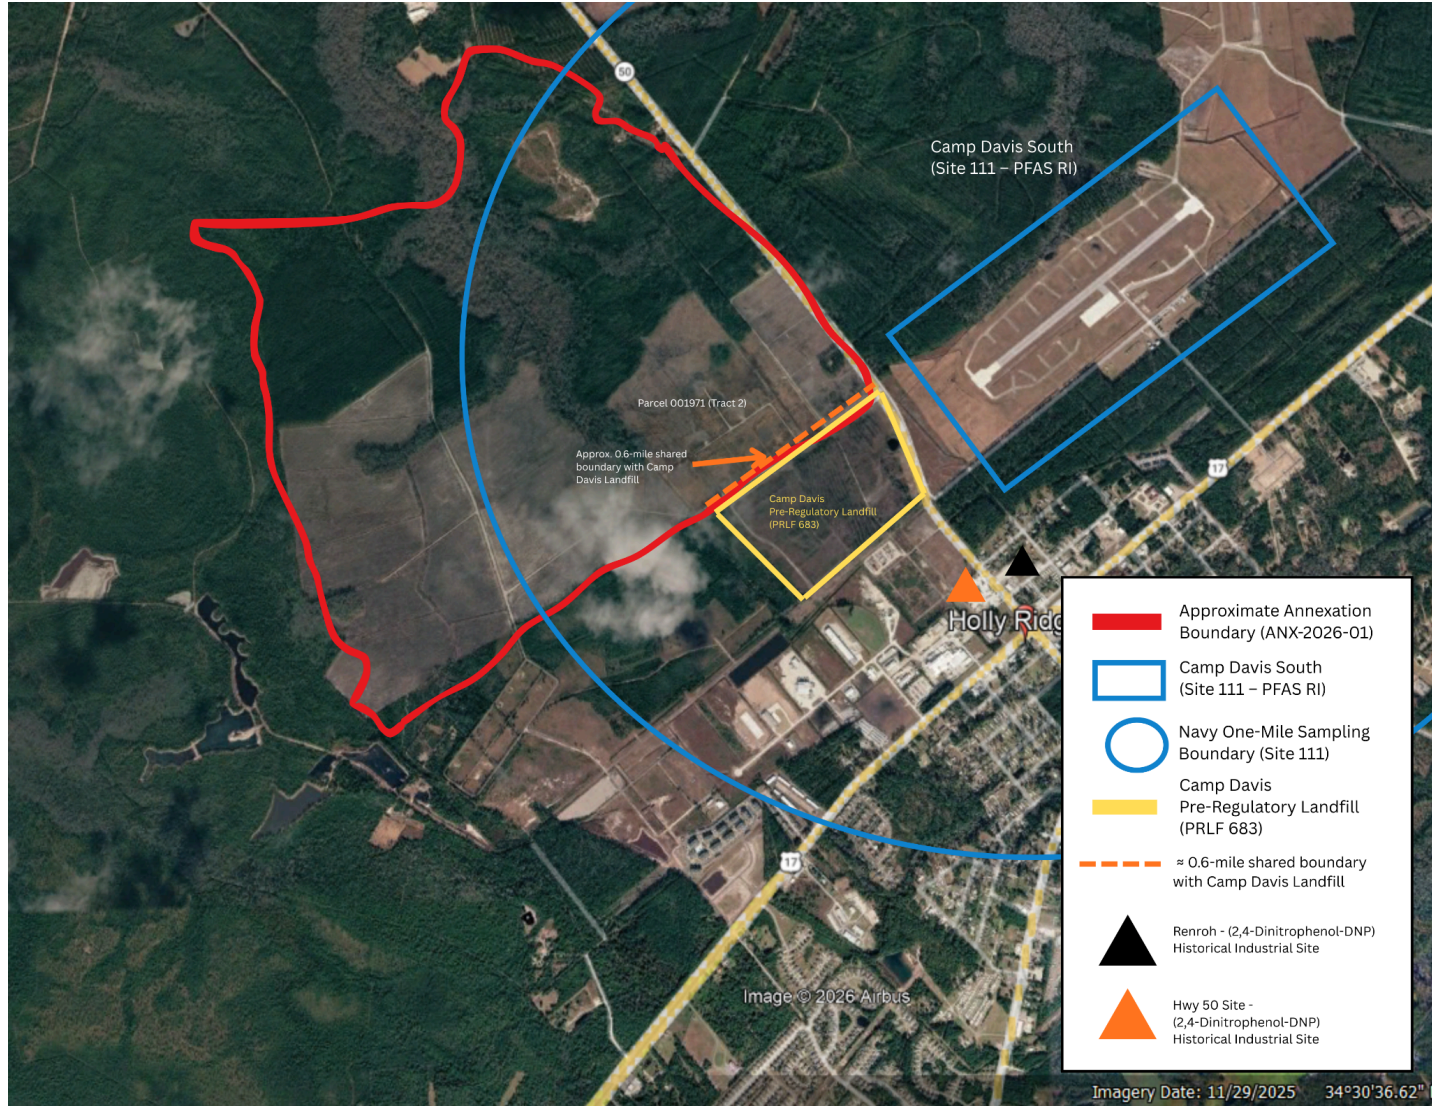 50
Camp Davis South
(Site 111 – PFAS RI)
Parcel 001971 (Tract 2)
Approx. 0.6-mile shared
boundary with Camp
Davis Landfill
17
Camp Davis
Pre-Regulatory Landfill
(PRLF 683)
Holly Ridg
Approximate Annexation
Boundary (ANX-2026-01)
Camp Davis South
(Site 111 – PFAS RI)
Navy One-Mile Sampling
Boundary (Site 111)
Camp Davis
Pre-Regulatory Landfill
(PRLF 683)
≈ 0.6-mile shared boundary
with Camp Davis Landfill
Renroh - (2,4-Dinitrophenol-DNP)
Historical Industrial Site
Hwy 50 Site -
(2,4-Dinitrophenol-DNP)
Historical Industrial Site
17
Image © 2026 Airbus
Imagery Date: 11/29/2025 34°30'36.62"